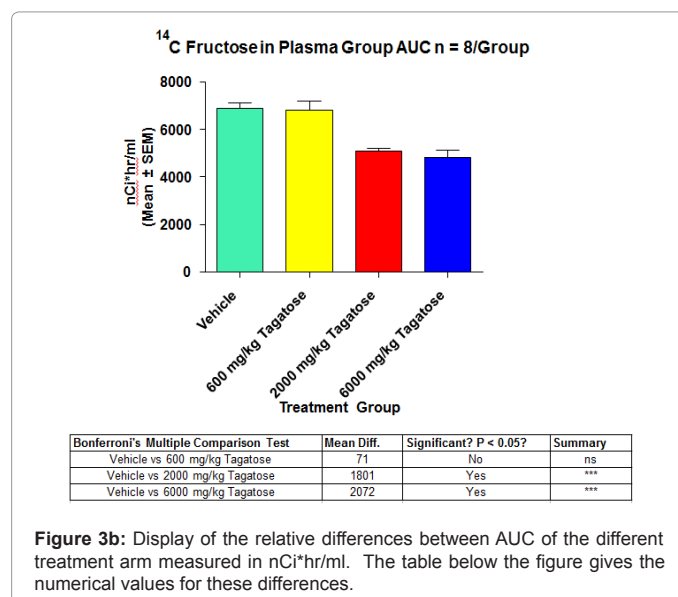 14C Fructose in Plasma Group AUC n = 8/Group
nCi*hr/ml
(Mean ± SEM)
8000
6000
4000
2000
0
Vehicle
600 mg/kg Tagatose
2000 mg/kg Tagatose
6000 mg/kg Tagatose
Treatment Group
Bonferroni's Multiple Comparison Test Mean Diff. Significant? P < 0.05? Summary
Vehicle vs 600 mg/kg Tagatose 71 No ns
Vehicle vs 2000 mg/kg Tagatose 1801 Yes ***
Vehicle vs 6000 mg/kg Tagatose 2072 Yes ***
Figure 3b: Display of the relative differences between AUC of the different
treatment arm measured in nCi*hr/ml. The table below the figure gives the
numerical values for these differences.